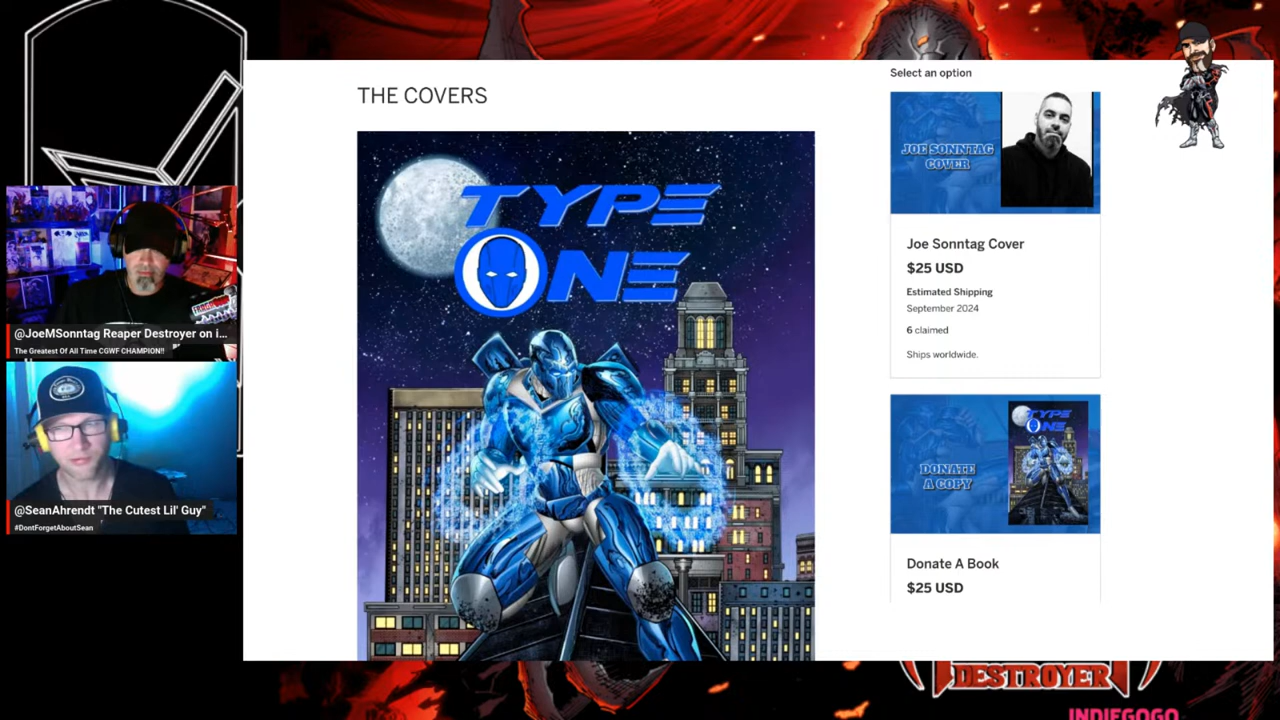 THE COVERS
TYPE
ONE
Select an option
JOE SONNTAG
COVER
Joe Sonntag Cover
$25 USD
Estimated Shipping
September 2024
6 claimed
Ships worldwide.
TYPE
ONE
DONATE
A COPY
Donate A Book
$25 USD
@JoeMSonntag Reaper Destroyer on i...
The Greatest Of All Time CGWF CHAMPION!!
@SeanAhrendt "The Cutest Lil' Guy"
#DontForgetAboutSean
DESTROYER
INDIEGOGO